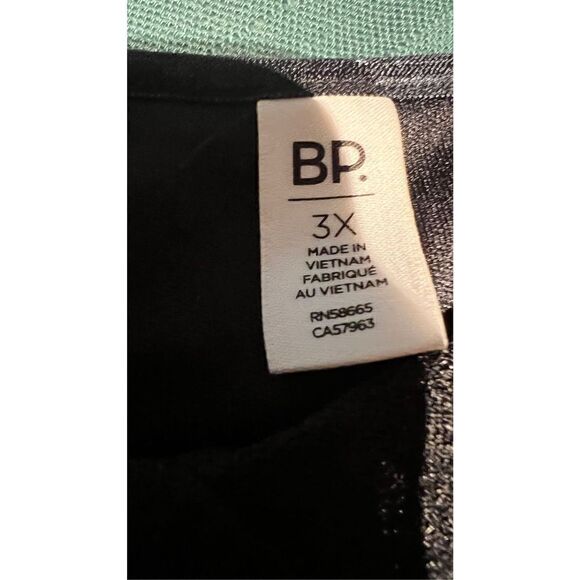 BP.
3X
MADE IN
VIETNAM
FABRIQUÉ
AU VIETNAM
RN58665
CA57963